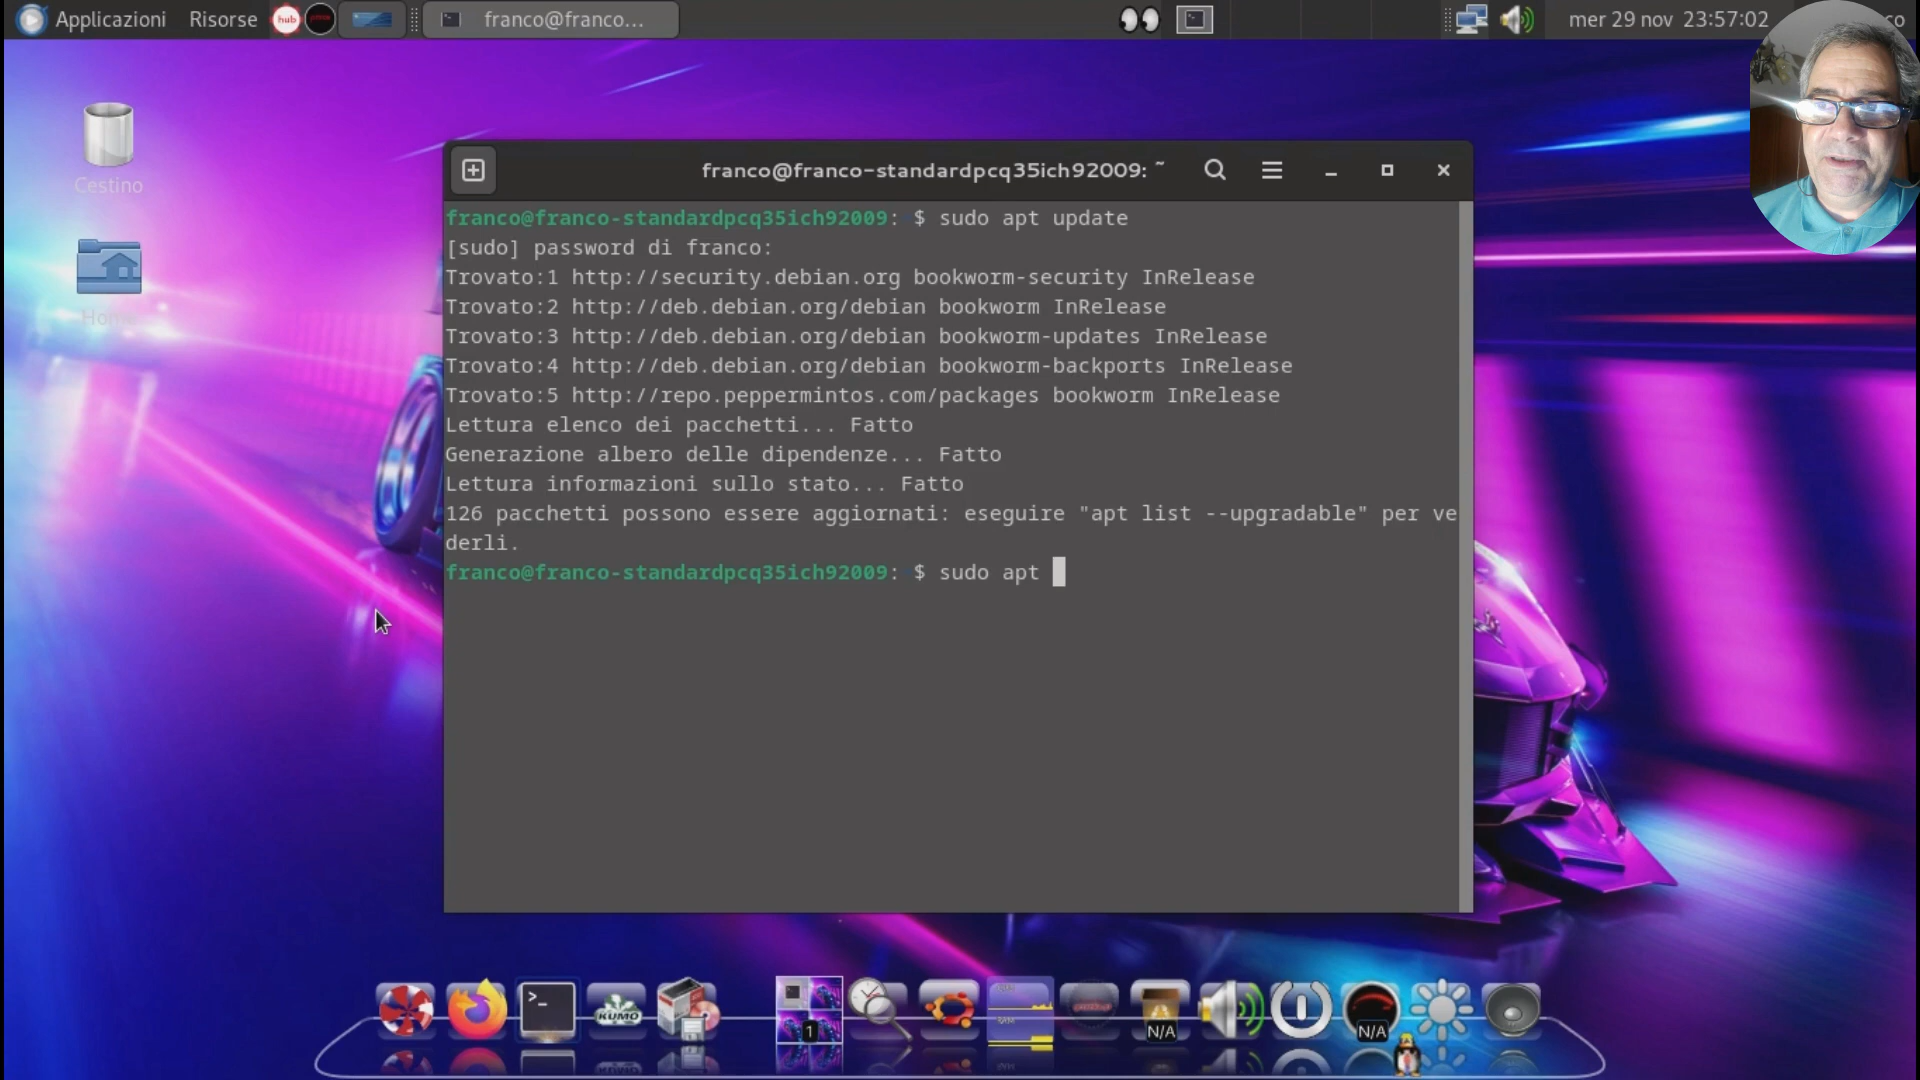 Applicazioni Risorse hub franco@franco... mer 29 nov 23:57:02 co
Cestino
franco@franco-standardpcq35ich92009: ~
franco@franco-standardpcq35ich92009: $ sudo apt update
[sudo] password di franco:
Trovato:1 http://security.debian.org bookworm-security InRelease
Trovato:2 http://deb.debian.org/debian bookworm InRelease
Trovato:3 http://deb.debian.org/debian bookworm-updates InRelease
Trovato:4 http://deb.debian.org/debian bookworm-backports InRelease
Trovato:5 http://repo.peppermintos.com/packages bookworm InRelease
Lettura elenco dei pacchetti... Fatto
Generazione albero delle dipendenze... Fatto
Lettura informazioni sullo stato... Fatto
126 pacchetti possono essere aggiornati: eseguire "apt list --upgradable" per ve
derli.
franco@franco-standardpcq35ich92009: $ sudo apt
Home
>_
KUMO
1
N/A
N/A